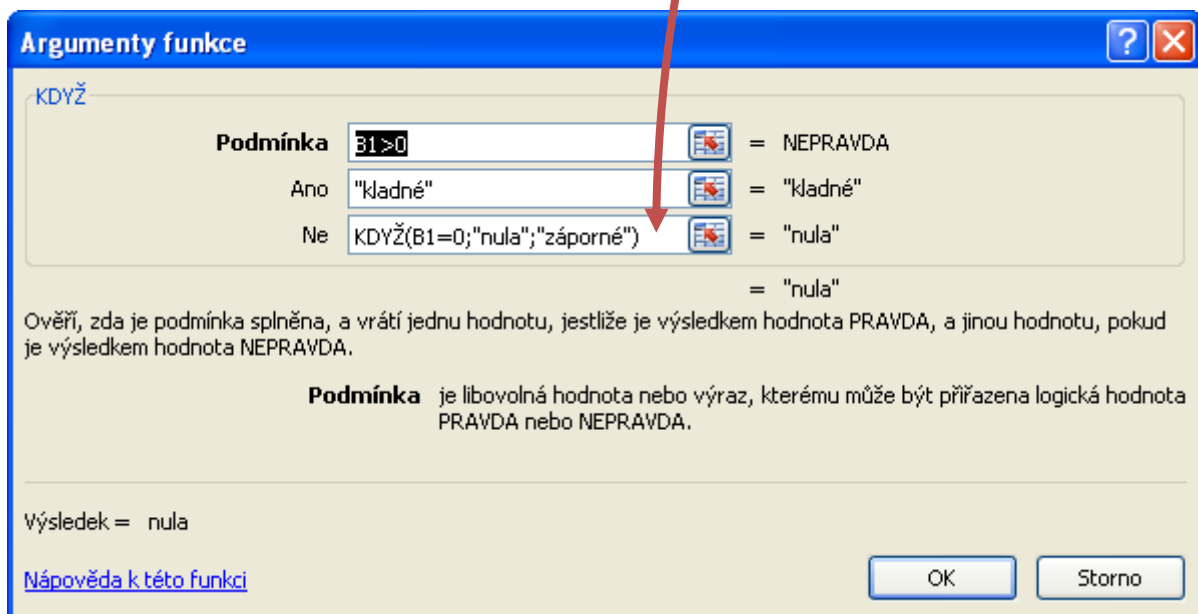 Argumenty funkce
KDYŽ
Podmínka B1>0 = NEPRAVDA
Ano "kladné" = "kladné"
Ne KDYŽ(B1=0;"nula";"záporné") = "nula"
= "nula"
Ověří, zda je podmínka splněna, a vrátí jednu hodnotu, jestliže je výsledkem hodnota PRAVDA, a jinou hodnotu, pokud
je výsledkem hodnota NEPRAVDA.
Podmínka je libovolná hodnota nebo výraz, kterému může být přiřazena logická hodnota
PRAVDA nebo NEPRAVDA.
Výsledek = nula
Nápověda k této funkci
OK Storno